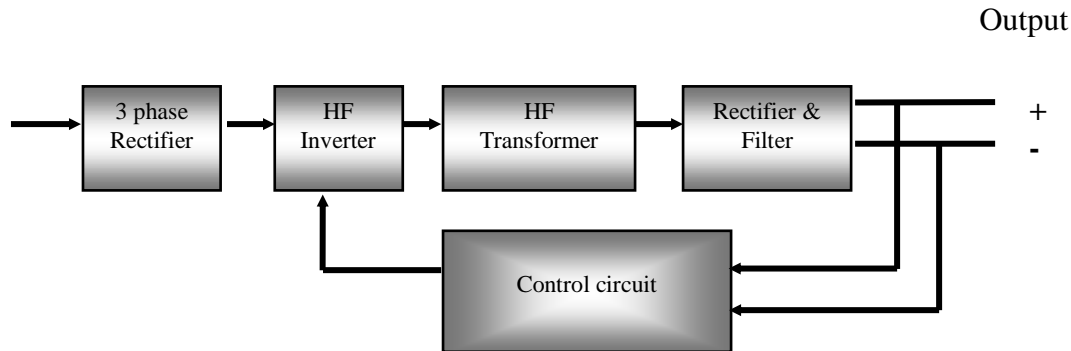 Output
3 phase
Rectifier
HF
Inverter
HF
Transformer
Rectifier &
Filter
+
-
Control circuit